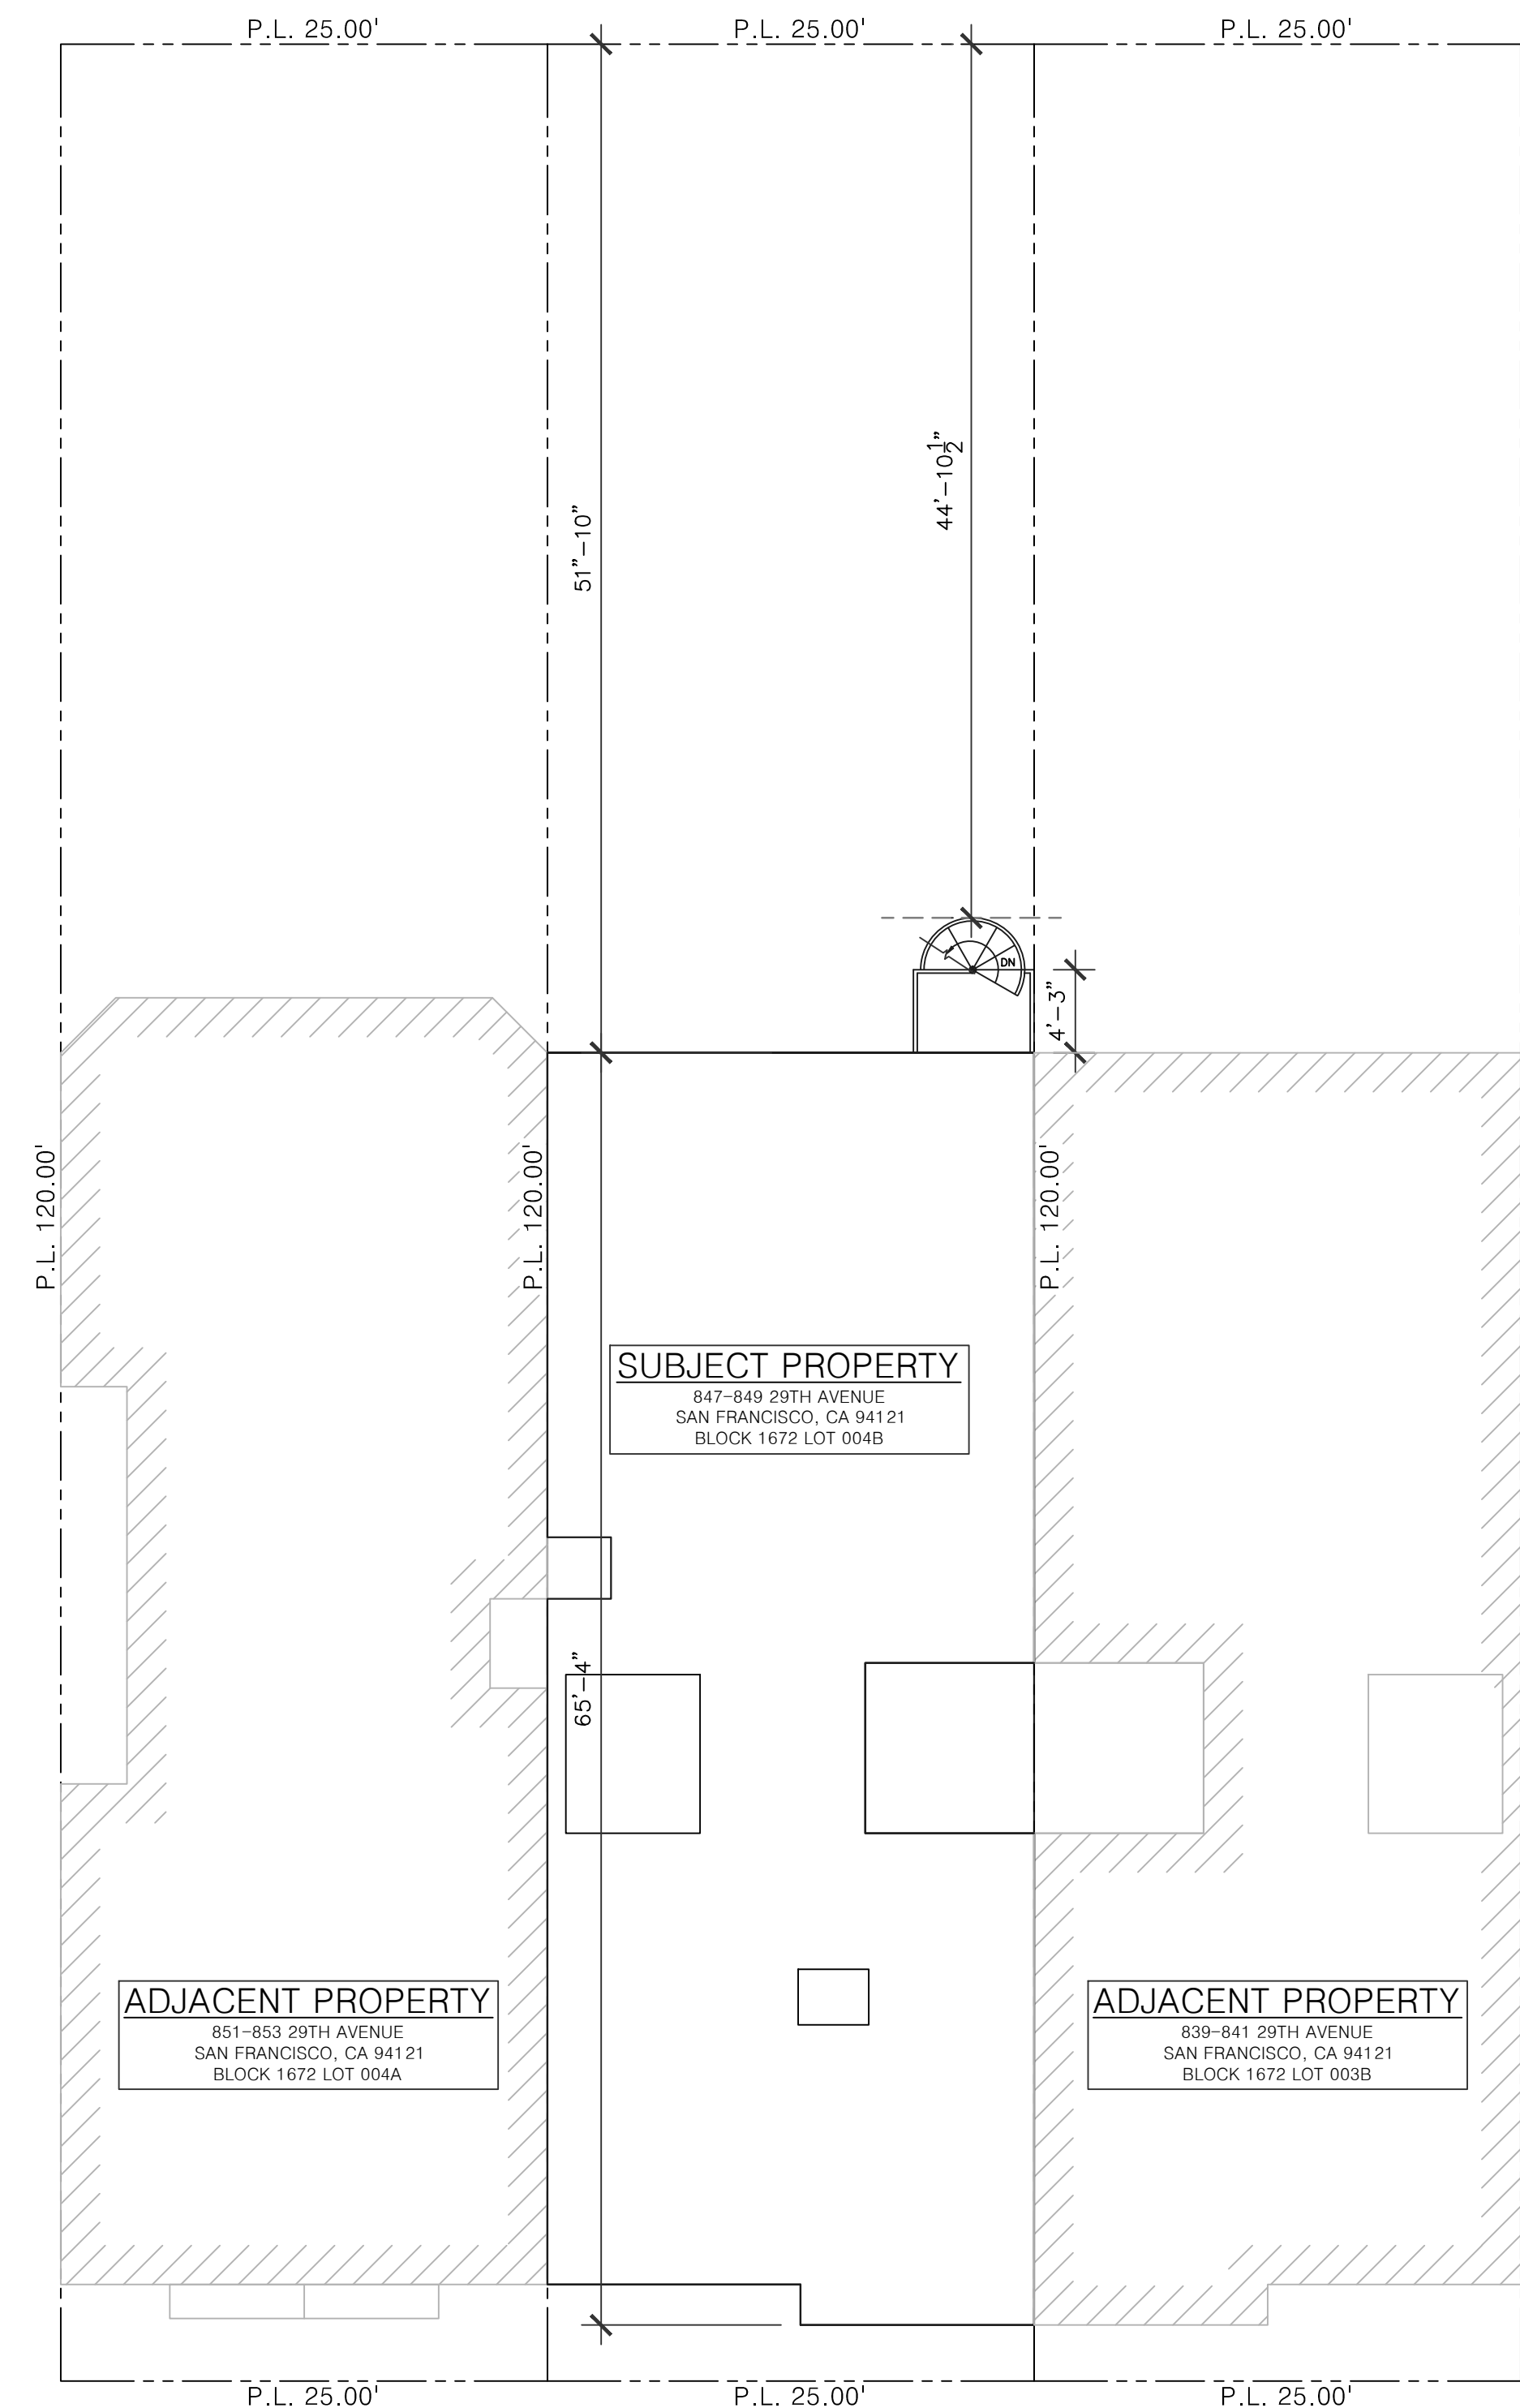 P.L. 25.00'
P.L. 25.00'
P.L. 25.00'
51"-10"
44'-10 1/2"
DN
4'-3"
P.L. 120.00'
P.L. 120.00'
P.L. 120.00'
SUBJECT PROPERTY
847-849 29TH AVENUE
SAN FRANCISCO, CA 94121
BLOCK 1672 LOT 004B
65'-4"
ADJACENT PROPERTY
851-853 29TH AVENUE
SAN FRANCISCO, CA 94121
BLOCK 1672 LOT 004A
ADJACENT PROPERTY
839-841 29TH AVENUE
SAN FRANCISCO, CA 94121
BLOCK 1672 LOT 003B
P.L. 25.00'
P.L. 25.00'
P.L. 25.00'